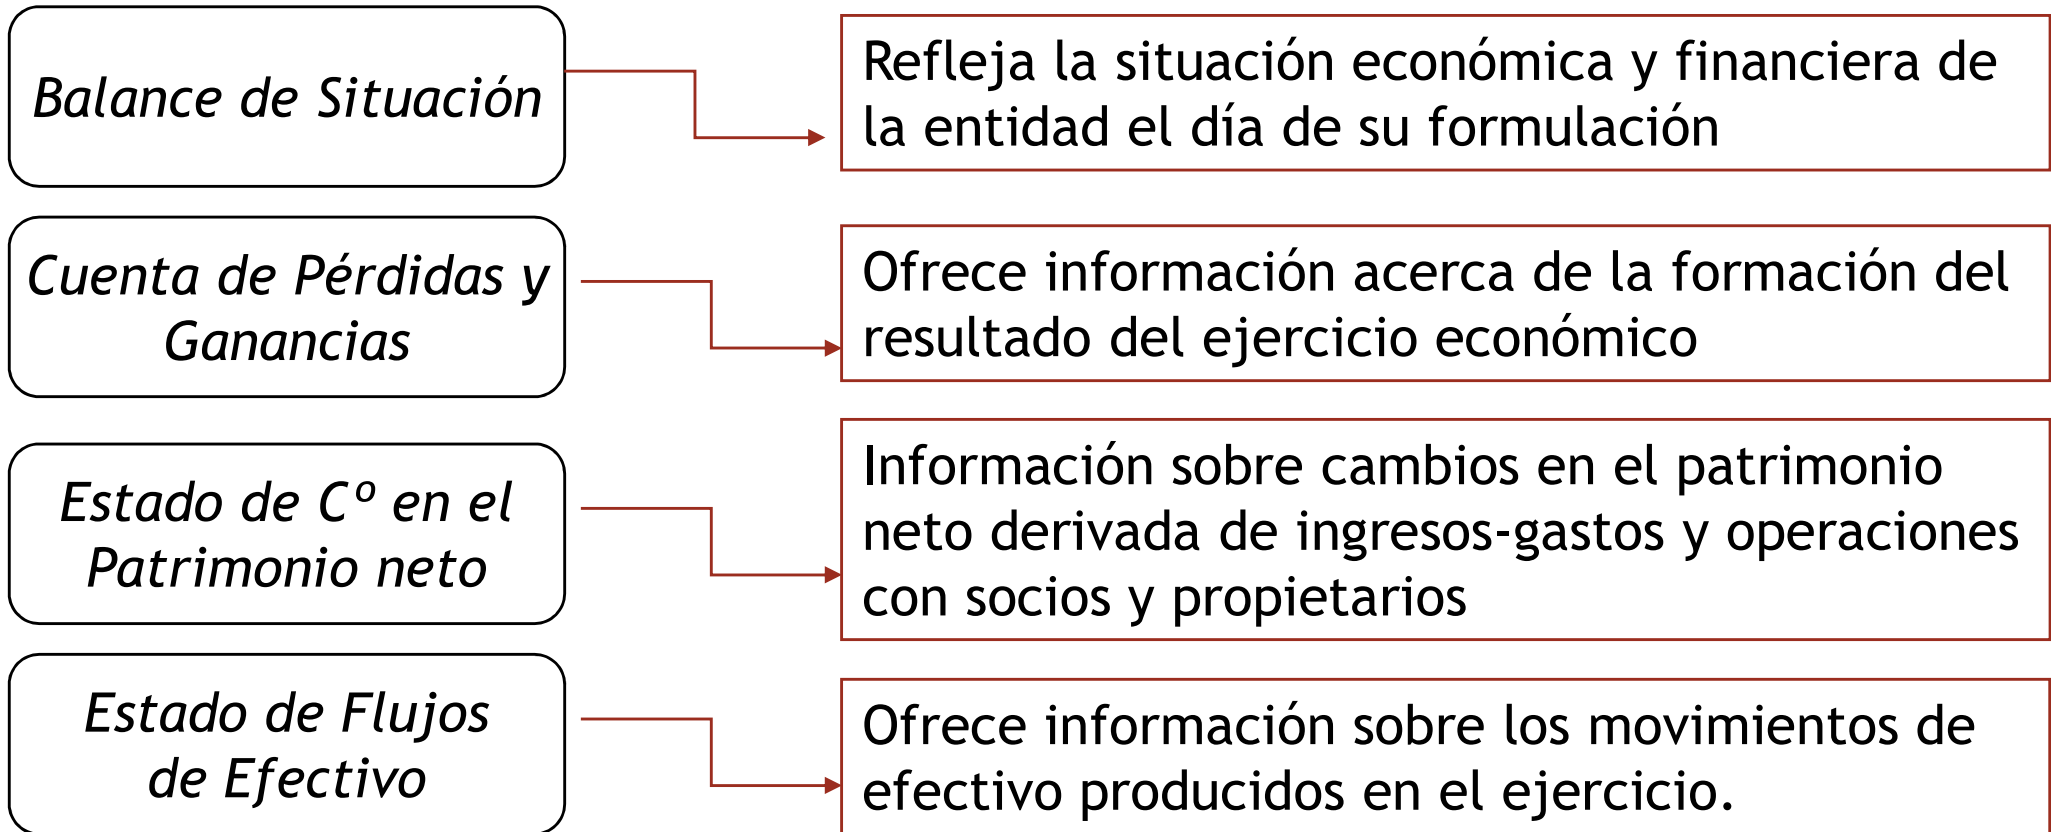 Balance de Situación
Refleja la situación económica y financiera de
la entidad el día de su formulación
Cuenta de Pérdidas y
Ganancias
Ofrece información acerca de la formación del
resultado del ejercicio económico
Estado de Cº en el
Patrimonio neto
Información sobre cambios en el patrimonio
neto derivada de ingresos-gastos y operaciones
con socios y propietarios
Estado de Flujos
de Efectivo
Ofrece información sobre los movimientos de
efectivo producidos en el ejercicio.